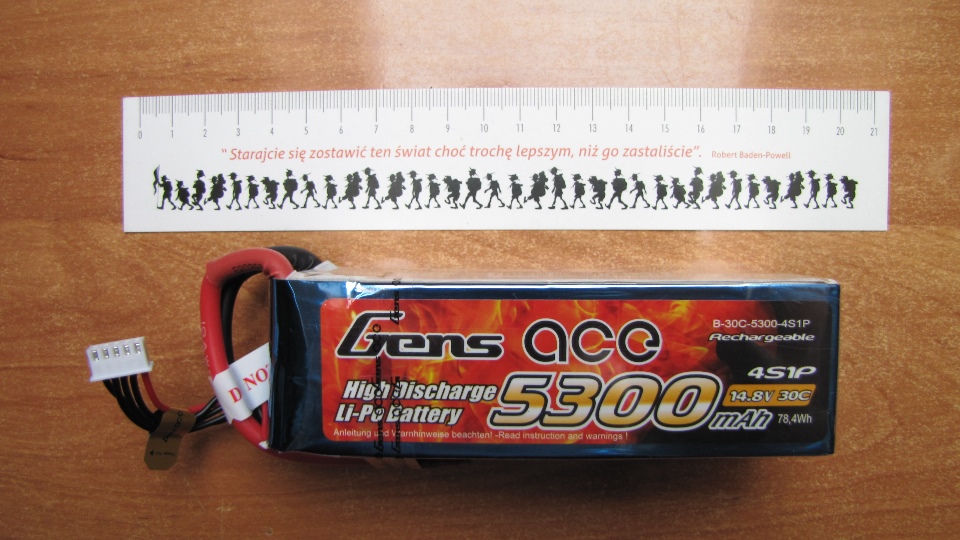 0 1 2 3 4 5 6 7 8 9 10 11 12 13 14 15 16 17 18 19 20 21
“ Starajcie się zostawić ten świat choć trochę lepszym, niż go zastaliście”. Robert Baden-Powell
Gens ace
B-30C-5300-4S1P
Rechargeable
4S1P
High Discharge
Li-Po Battery
5300 mAh
14.8V 30C
78,4Wh
Anleitung und Warnhinweise beachten! -Read instruction and warnings !
D NO